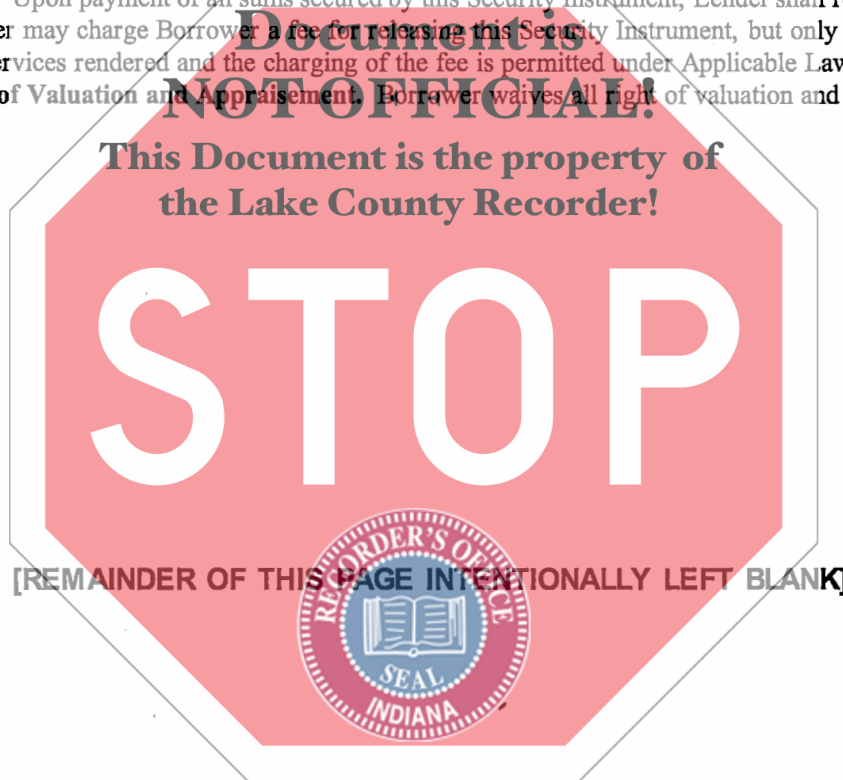 Upon payment of all sums secured by this Security Instrument, Lender shall
er may charge Borrower a fee for releasing this Security Instrument, but only
ervices rendered and the charging of the fee is permitted under Applicable Law
of Valuation and Appraisement. Borrower waives all right of valuation and
Document is
NOT OFFICIAL!
This Document is the property of
the Lake County Recorder!
STOP
[REMAINDER OF THIS PAGE INTENTIONALLY LEFT BLANK]
RECORDER'S OFFICE
SEAL
INDIANA